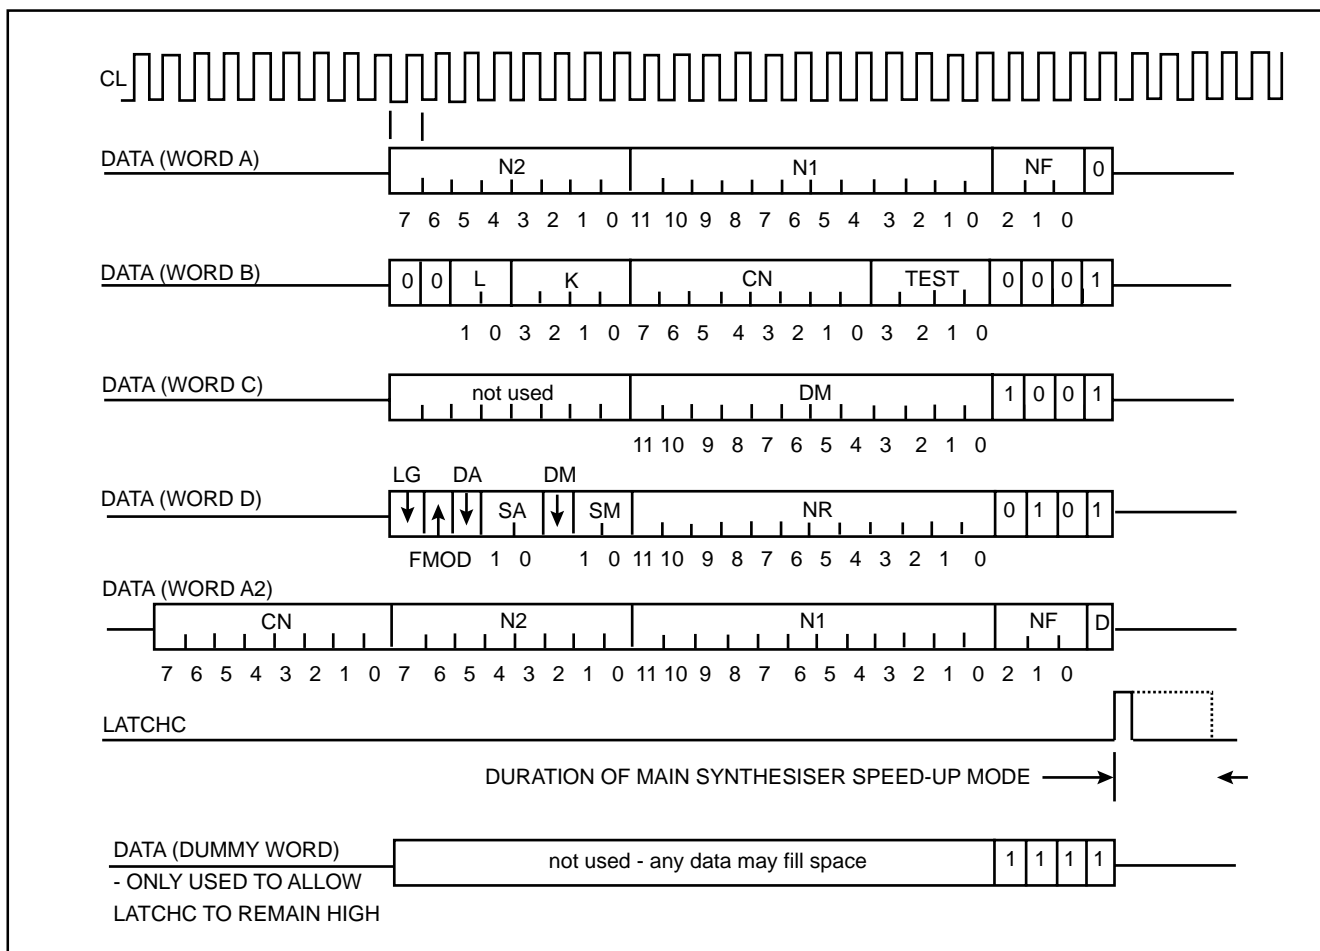 CL
DATA (WORD A)
N2 N1 NF 0
7 6 5 4 3 2 1 0 11 10 9 8 7 6 5 4 3 2 1 0 2 1 0
DATA (WORD B)
0 0 L K CN TEST 0 0 0 1
1 0 3 2 1 0 7 6 5 4 3 2 1 0 3 2 1 0
DATA (WORD C)
not used DM 1 0 0 1
11 10 9 8 7 6 5 4 3 2 1 0
LG DA DM
DATA (WORD D)
SA SM NR 0 1 0 1
FMOD 1 0 1 0 11 10 9 8 7 6 5 4 3 2 1 0
DATA (WORD A2)
CN N2 N1 NF D
7 6 5 4 3 2 1 0 7 6 5 4 3 2 1 0 11 10 9 8 7 6 5 4 3 2 1 0 2 1 0
LATCHC
DURATION OF MAIN SYNTHESISER SPEED-UP MODE
DATA (DUMMY WORD)
not used - any data may fill space 1 1 1 1
- ONLY USED TO ALLOW
LATCHC TO REMAIN HIGH